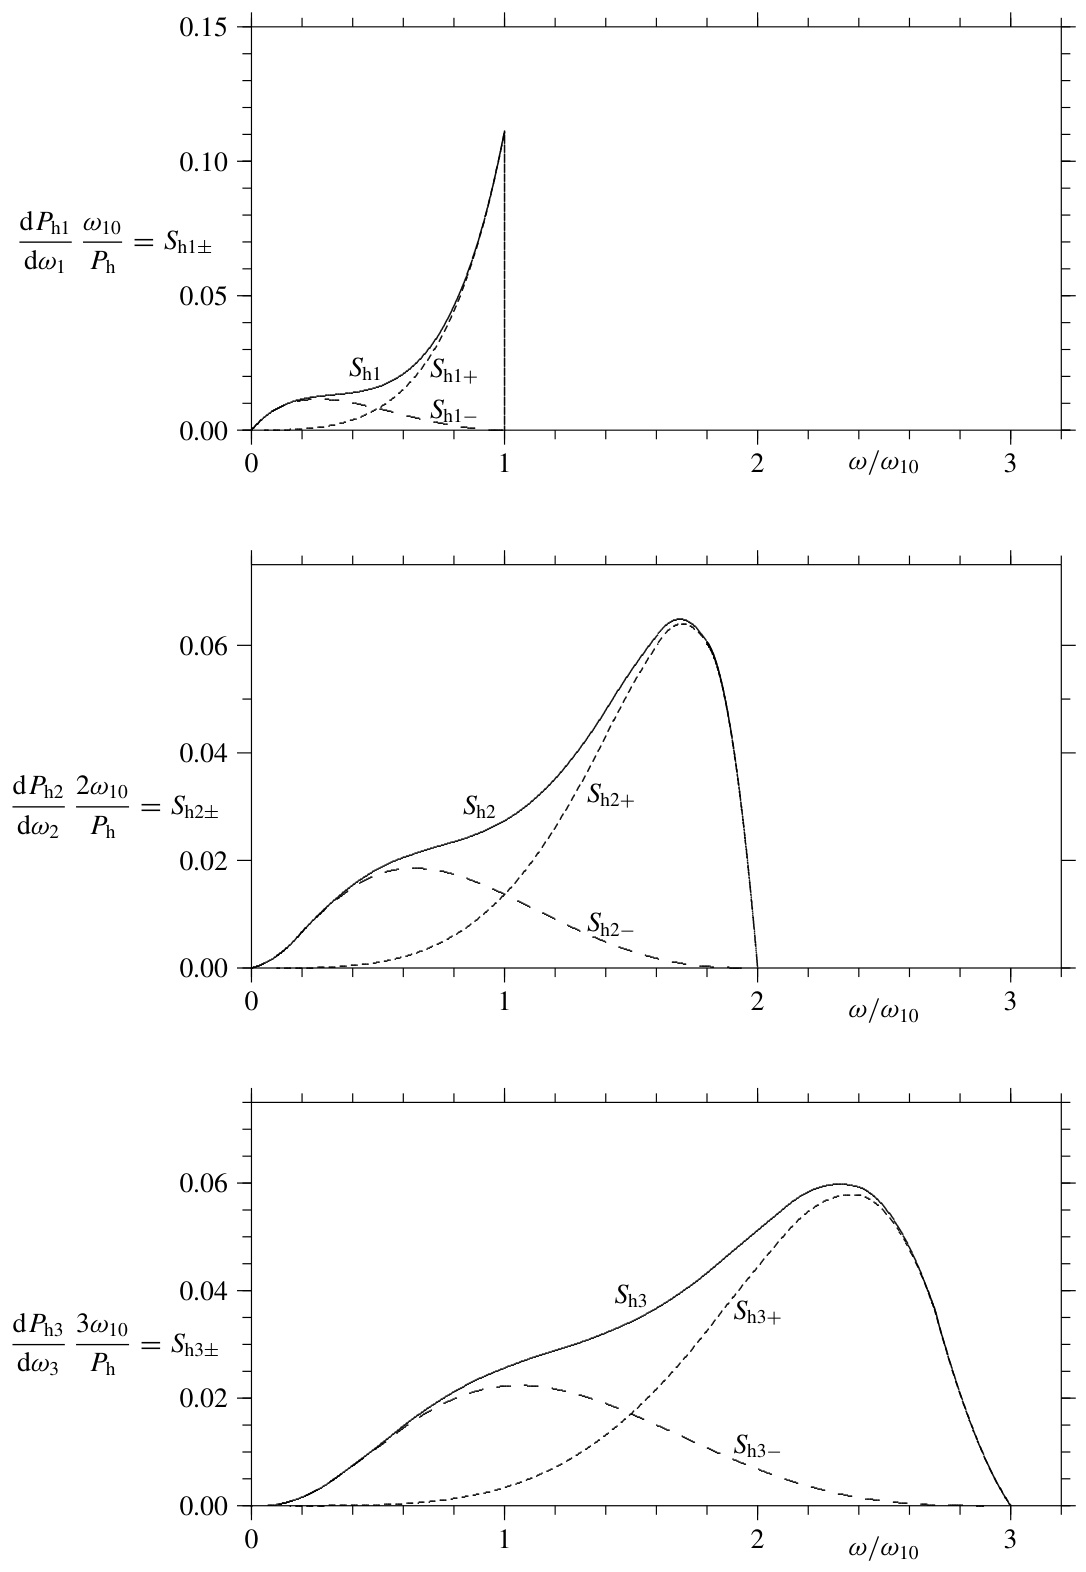 0.15
0.10
dP_h1/dω_1 ω_10/P_h = S_h1±
0.05
S_h1
S_h1+
S_h1−
0.00
0 1 2 ω/ω_10 3
0.06
0.04
dP_h2/dω_2 2ω_10/P_h = S_h2±
S_h2
S_h2+
0.02
S_h2−
0.00
0 1 2 ω/ω_10 3
0.06
0.04
S_h3
S_h3+
dP_h3/dω_3 3ω_10/P_h = S_h3±
0.02
S_h3−
0.00
0 1 2 ω/ω_10 3